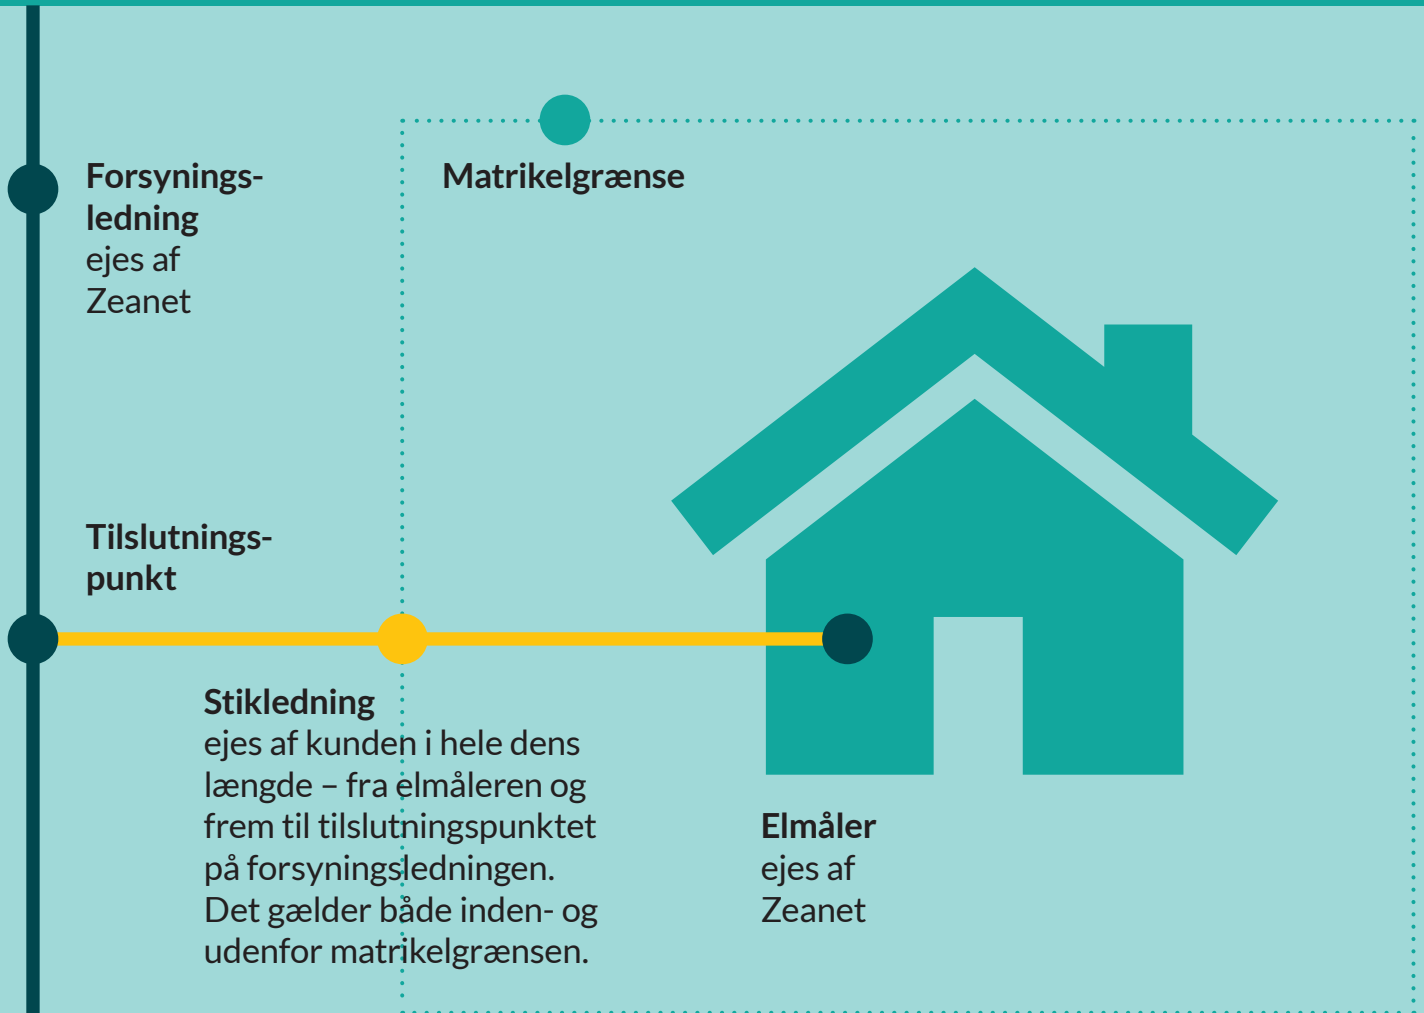 Forsynings-
ledning
ejes af
Zeanet
Matrikelgrænse
Tilslutnings-
punkt
Stikledning
ejes af kunden i hele dens
længde – fra elmåleren og
frem til tilslutningspunktet
på forsyningsledningen.
Det gælder både inden- og
udenfor matrikelgrænsen.
Elmåler
ejes af
Zeanet